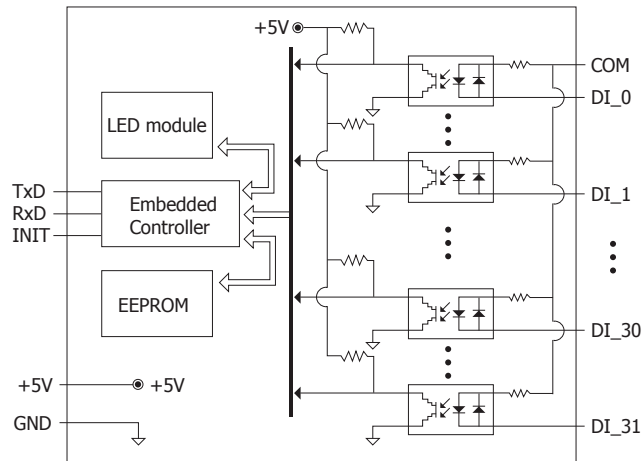 +5V
COM
DI_0
LED module
TxD
RxD
INIT
Embedded
Controller
DI_1
EEPROM
DI_30
+5V
+5V
GND
DI_31